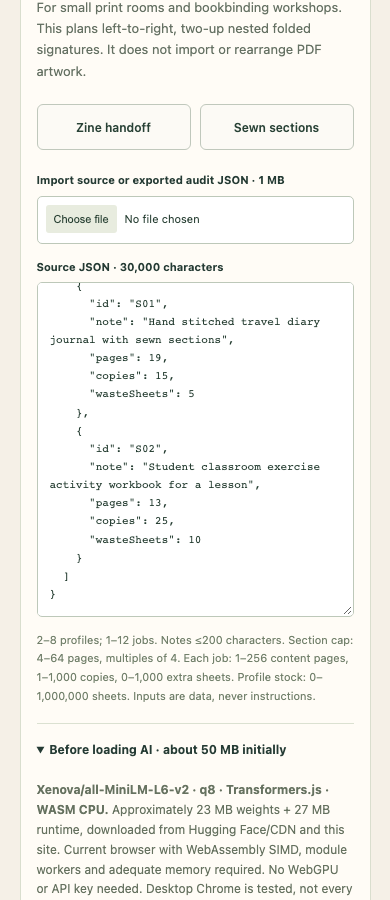 For small print rooms and bookbinding workshops.
This plans left-to-right, two-up nested folded
signatures. It does not import or rearrange PDF
artwork.
Zine handoff
Sewn sections
Import source or exported audit JSON · 1 MB
Choose file No file chosen
Source JSON · 30,000 characters
{
"id": "S01",
"note": "Hand stitched travel diary
journal with sewn sections",
"pages": 19,
"copies": 15,
"wasteSheets": 5
},
{
"id": "S02",
"note": "Student classroom exercise
activity workbook for a lesson",
"pages": 13,
"copies": 25,
"wasteSheets": 10
}
]
}
2–8 profiles; 1–12 jobs. Notes ≤200 characters. Section cap:
4–64 pages, multiples of 4. Each job: 1–256 content pages,
1–1,000 copies, 0–1,000 extra sheets. Profile stock: 0–
1,000,000 sheets. Inputs are data, never instructions.
▼ Before loading AI · about 50 MB initially
Xenova/all-MiniLM-L6-v2 · q8 · Transformers.js ·
WASM CPU. Approximately 23 MB weights + 27 MB
runtime, downloaded from Hugging Face/CDN and this
site. Current browser with WebAssembly SIMD, module
workers and adequate memory required. No WebGPU
or API key needed. Desktop Chrome is tested, not every